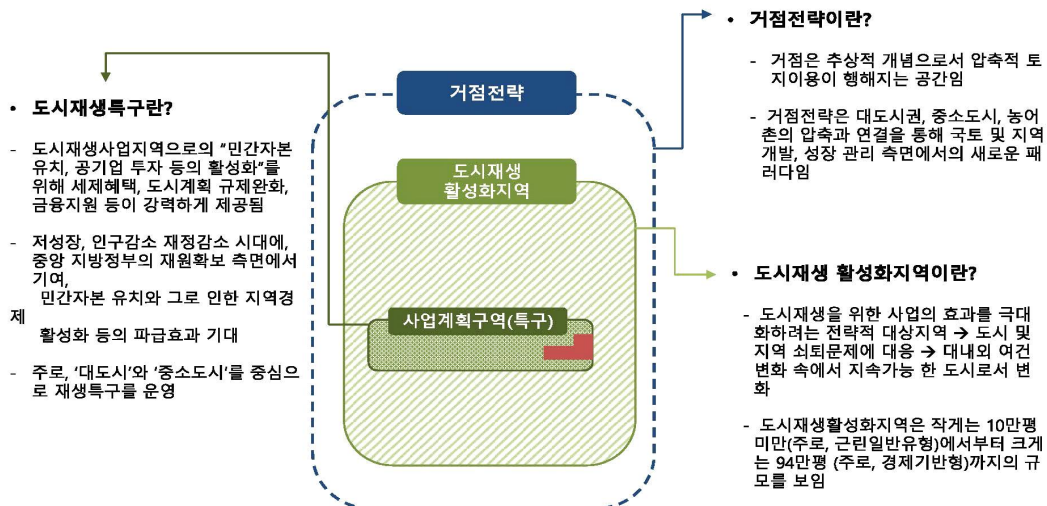 • 도시재생특구란?
- 도시재생사업지역으로의 “민간자본
유치, 공기업 투자 등의 활성화”를
위해 세제혜택, 도시계획 규제완화,
금융지원 등이 강력하게 제공됨
- 저성장, 인구감소 재정감소 시대에,
중앙 지방정부의 재원확보 측면에서
기여,
민간자본 유치와 그로 인한 지역경
제
활성화 등의 파급효과 기대
- 주로, ‘대도시’와 ‘중소도시’를 중심으
로 재생특구를 운영
거점전략
도시재생
활성화지역
사업계획구역(특구)
• 거점전략이란?
- 거점은 추상적 개념으로서 압축적 토
지이용이 행해지는 공간임
- 거점전략은 대도시권, 중소도시, 농어
촌의 압축과 연결을 통해 국토 및 지역
개발, 성장 관리 측면에서의 새로운 패
러다임
• 도시재생 활성화지역이란?
- 도시재생을 위한 사업의 효과를 극대
화하려는 전략적 대상지역 → 도시 및
지역 쇠퇴문제에 대응 → 대내외 여건
변화 속에서 지속가능 한 도시로서 변
화
- 도시재생활성화지역은 작게는 10만평
미만(주로, 근린일반유형)에서부터 크게
는 94만평 (주로, 경제기반형)까지의 규
모를 보임